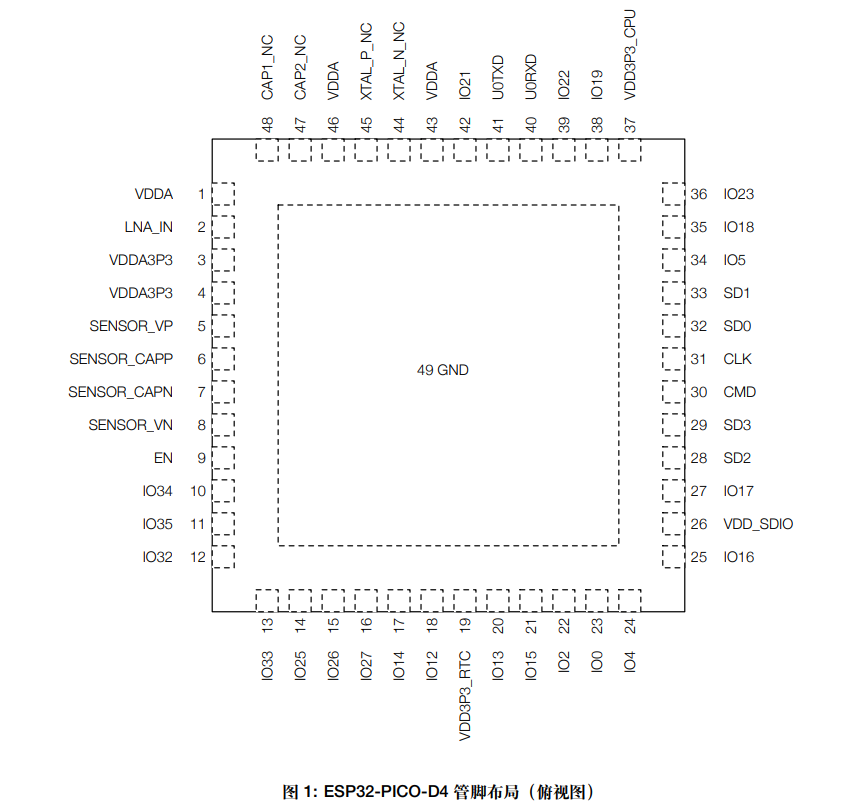 48 CAP1_NC
47 CAP2_NC
46 VDDA
45 XTAL_P_NC
44 XTAL_N_NC
43 VDDA
42 IO21
41 U0TXD
40 U0RXD
39 IO22
38 IO19
37 VDD3P3_CPU
VDDA 1
LNA_IN 2
VDDA3P3 3
VDDA3P3 4
SENSOR_VP 5
SENSOR_CAPP 6
SENSOR_CAPN 7
SENSOR_VN 8
EN 9
IO34 10
IO35 11
IO32 12
49 GND
36 IO23
35 IO18
34 IO5
33 SD1
32 SD0
31 CLK
30 CMD
29 SD3
28 SD2
27 IO17
26 VDD_SDIO
25 IO16
IO33 13
IO25 14
IO26 15
IO27 16
IO14 17
IO12 18
VDD3P3_RTC 19
IO13 20
IO15 21
IO2 22
IO0 23
IO4 24
图 1: ESP32-PICO-D4 管脚布局（俯视图）